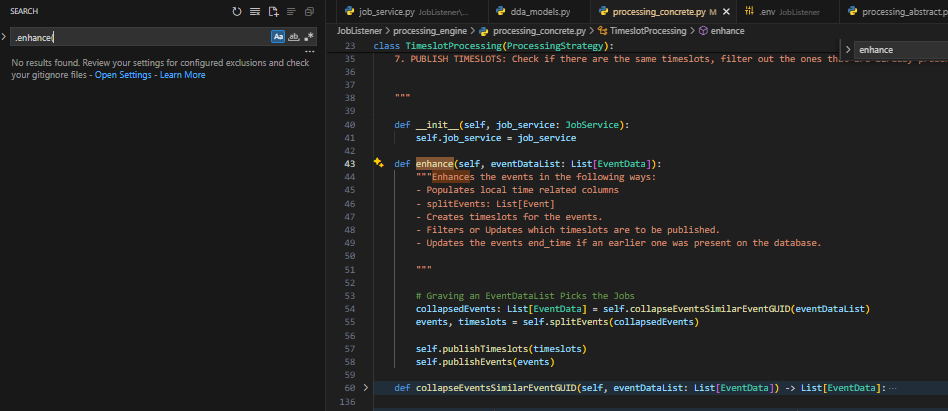 SEARCH
.enhance(
Aa ab .*
...
No results found. Review your settings for configured exclusions and check
your gitignore files - Open Settings - Learn More
job_service.py JobListener\...
dda_models.py
processing_concrete.py M
.env JobListener
processing_abstract.p
JobListener > processing_engine > processing_concrete.py > TimeslotProcessing > enhance
enhance
23 class TimeslotProcessing(ProcessingStrategy):
35 7. PUBLISH TIMESLOTS: Check if there are the same timeslots, filter out the ones that are already
36
37
38 """
39
40 def __init__(self, job_service: JobService):
41 self.job_service = job_service
42
43 def enhance(self, eventDataList: List[EventData]):
44 """Enhances the events in the following ways:
45 - Populates local time related columns
46 - splitEvents: List[Event]
47 - Creates timeslots for the events.
48 - Filters or Updates which timeslots are to be published.
49 - Updates the events end_time if an earlier one was present on the database.
50
51 """
52
53 # Graving an EventDataList Picks the Jobs
54 collapsedEvents: List[EventData] = self.collapseEventsSimilarEventGUID(eventDataList)
55 events, timeslots = self.splitEvents(collapsedEvents)
56
57 self.publishTimeslots(timeslots)
58 self.publishEvents(events)
59
60 def collapseEventsSimilarEventGUID(self, eventDataList: List[EventData]) -> List[EventData]: ...
136